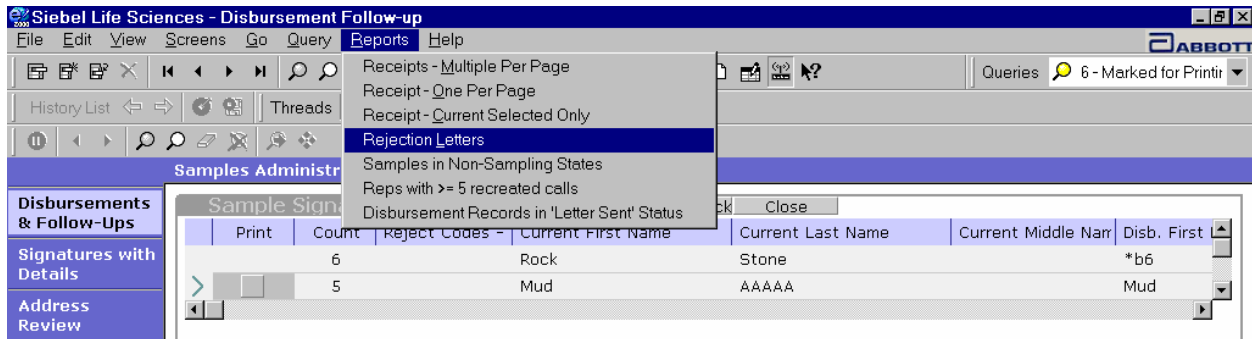 Siebel Life Sciences - Disbursement Follow-up
File Edit View Screens Go Query Reports Help
ABBOTT
Queries 6 - Marked for Printin
History List Threads
Receipts - Multiple Per Page
Receipt - One Per Page
Receipt - Current Selected Only
Rejection Letters
Samples in Non-Sampling States
Reps with >= 5 recreated calls
Disbursement Records in 'Letter Sent' Status
Samples Administr
Disbursements
& Follow-Ups
Signatures with
Details
Address
Review
Sample Sign Close
Print Count Reject Codes - Current First Name Current Last Name Current Middle Nam Disb. First
6 Rock Stone *b6
5 Mud AAAAA Mud